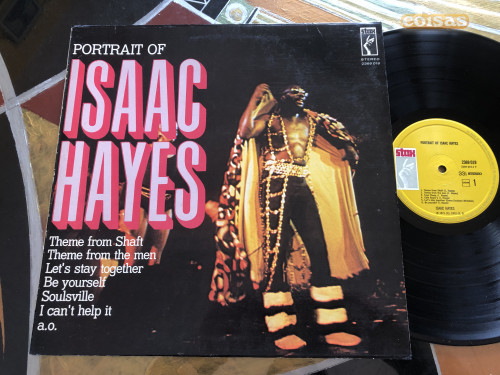 coisas
stax
STEREO
PORTRAIT OF
ISAAC
HAYES
Theme from Shaft
Theme from the men
Let's stay together
Be yourself
Soulsville
I can't help it
a.o.
stax
PORTRAIT OF ISAAC HAYES
ISAAC HAYES